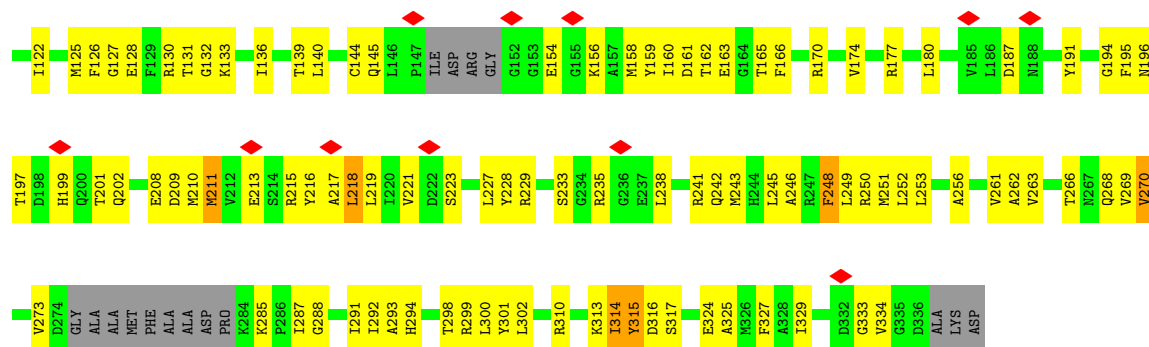 I122 M125 F126 G127 E128 F129 R130 T131 G132 K133 I136 T139 L140 C144 Q145 L146 P147 ILE ASP ARG GLY G152 G153 E154 G155 K156 A157 M158 Y159 I160 D161 T162 E163 G164 T165 F166 R170 V174 R177 L180 V185 L186 D187 N188 Y191 G194 F195 N196
T197 D198 H199 Q200 T201 Q202 E208 D209 M210 M211 V212 E213 S214 R215 Y216 A217 L218 L219 I220 V221 D222 S223 L227 Y228 R229 S233 G234 R235 G236 E237 L238 R241 Q242 M243 H244 L245 A246 R247 F248 L249 R250 M251 L252 L253 A256 V261 A262 V263 T266 N267 Q268 V269 V270
V273 D274 GLY ALA ALA MET PHE ALA ALA ASP PRO K284 K285 P286 I287 G288 I291 I292 A293 H294 T298 R299 L300 Y301 L302 R310 K313 I314 Y315 D316 S317 E324 A325 M326 F327 A328 I329 D332 G333 V334 G335 D336 ALA LYS ASP